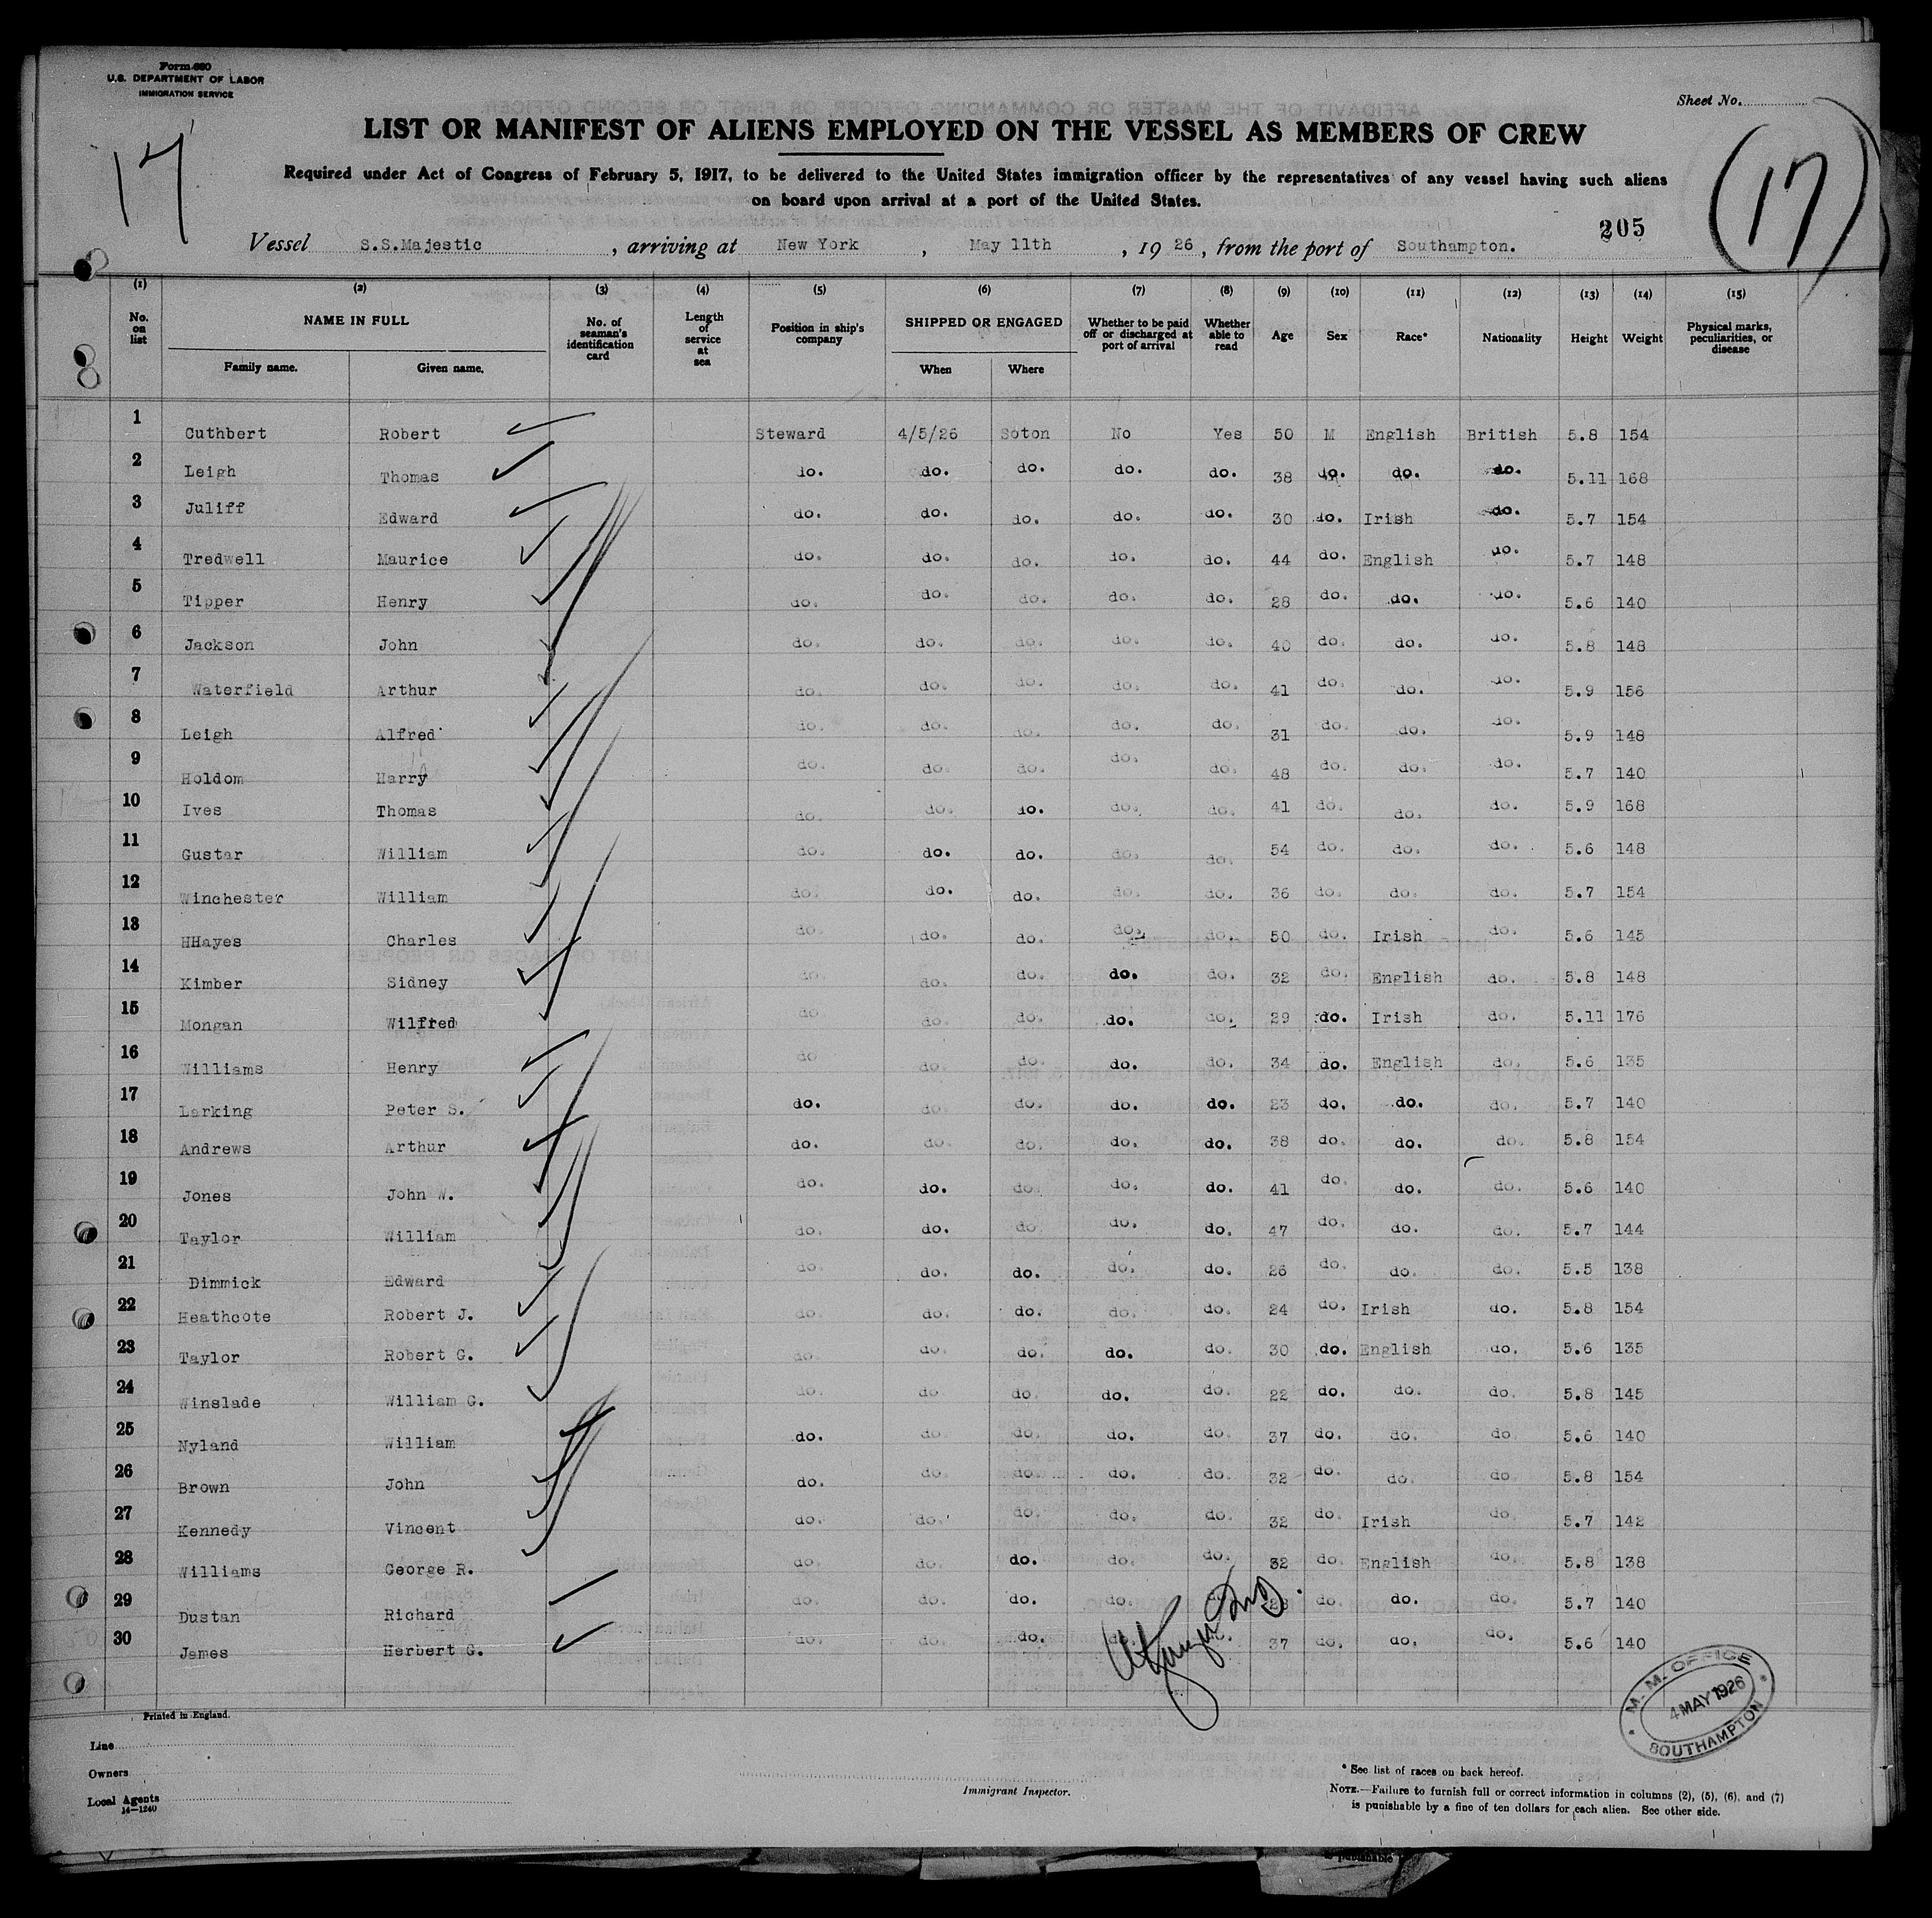 Form 680
U.S. DEPARTMENT OF LABOR
IMMIGRATION SERVICE
Sheet No.
17
(17)
LIST OR MANIFEST OF ALIENS EMPLOYED ON THE VESSEL AS MEMBERS OF CREW
Required under Act of Congress of February 5, 1917, to be delivered to the United States immigration officer by the representatives of any vessel having such aliens
on board upon arrival at a port of the United States.
205
Vessel S.S.Majestic, arriving at New York, May 11th, 1926, from the port of Southampton.
(1) (2) (3) (4) (5) (6) (7) (8) (9) (10) (11) (12) (13) (14) (15)
No. on list NAME IN FULL Family name. Given name. No. of seaman's identification card Length of service at sea Position in ship's company SHIPPED OR ENGAGED When Where Whether to be paid off or discharged at port of arrival Whether able to read Age Sex Race* Nationality Height Weight Physical marks, peculiarities, or disease
1 Cuthbert Robert Steward 4/5/26 Soton No Yes 50 M English British 5.8 154
2 Leigh Thomas do. do. do. do. do. 38 do. do. do. 5.11 168
3 Juliff Edward do. do. do. do. do. 30 do. Irish do. 5.7 154
4 Tredwell Maurice do. do. do. do. do. 44 do. English do. 5.7 148
5 Tipper Henry do. do. do. do. do. 28 do. do. do. 5.6 140
6 Jackson John do. do. do. do. do. 40 do. do. do. 5.8 148
7 Waterfield Arthur do. do. do. do. do. 41 do. do. do. 5.9 156
8 Leigh Alfred do. do. do. do. do. 31 do. do. do. 5.9 148
9 Holdom Harry do. do. do. do. do. 48 do. do. do. 5.7 140
10 Ives Thomas do. do. do. do. do. 41 do. do. do. 5.9 168
11 Gustar William do. do. do. do. do. 54 do. do. do. 5.6 148
12 Winchester William do. do. do. do. do. 36 do. do. do. 5.7 154
13 HHayes Charles do. do. do. do. do. 50 do. Irish do. 5.6 145
14 Kimber Sidney do. do. do. do. do. 32 do. English do. 5.8 148
15 Mongan Wilfred do. do. do. do. do. 29 do. Irish do. 5.11 176
16 Williams Henry do do. do. do. do. 34 do. English do. 5.6 135
17 Larking Peter S. do. do. do. do. do. 23 do. do. do. 5.7 140
18 Andrews Arthur do. do. do. do. do. 38 do. do. do. 5.8 154
19 Jones John W. do. do. do. do. do. 41 do. do. do. 5.6 140
20 Taylor William do. do. do. do. do. 47 do. do. do. 5.7 144
21 Dimmick Edward do. do. do. do. do. 26 do. do. do. 5.5 138
22 Heathcote Robert J. do. do. do. do. do. 24 do. Irish do. 5.8 154
23 Taylor Robert G. do do. do. do. do. 30 do. English do. 5.6 135
24 Winslade William G. do. do do. do. do. 22 do. do. do. 5.8 145
25 Nyland William do. do. do. do. do. 37 do. do. do 5.6 140
26 Brown John do. do. do. do. do. 32 do. do. do. 5.8 154
27 Kennedy Vincent do. do. do. do. do. 32 do. Irish do. 5.7 142
28 Williams George R. do. do. do. do. do. 32 do. English do. 5.8 138
29 Dustan Richard do. do. do. do. do. do. do. do. 5.7 140
30 James Herbert G. do. do. do. do. do. 37 do. do. do. 5.6 140
M. M. OFFICE
4 MAY 1926
SOUTHAMPTON
Printed in England.
Line
Owners
Local Agents
14—1240
Immigrant Inspector.
* See list of races on back hereof.
NOTE.—Failure to furnish full or correct information in columns (2), (5), (6), and (7)
is punishable by a fine of ten dollars for each alien. See other side.
is punishable